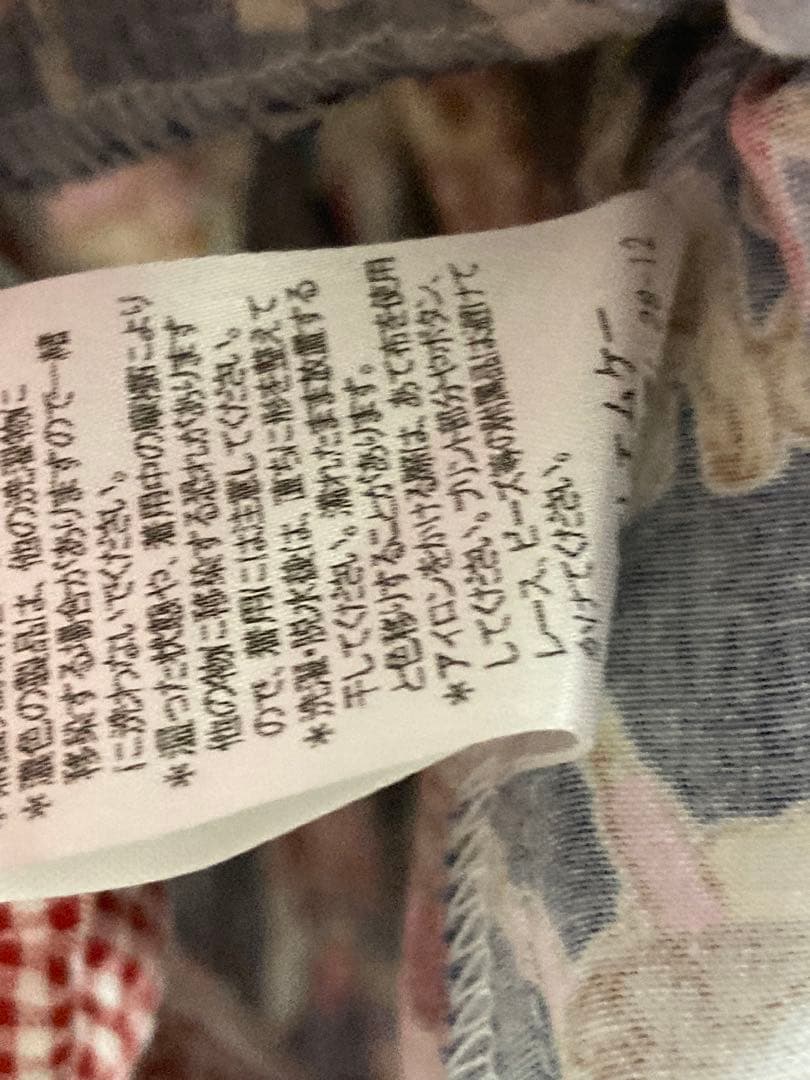 *濃色の製品は、他の洗濯物に
移染する場合がありますので一緒
に洗わないでください。
*湿った状態や、着用中の摩擦により
他の物に移染する恐れがあります
ので、着用には注意してください。
*洗濯・脱水後は、直ちに形を整えて
干してください。濡れたまま放置する
と色移りすることがあります。
*アイロンをかける際は、あて布を使用
してください。プリント部分やボタン、
レース、ビーズ等の附属品は避けて
かけてください。
エムケー